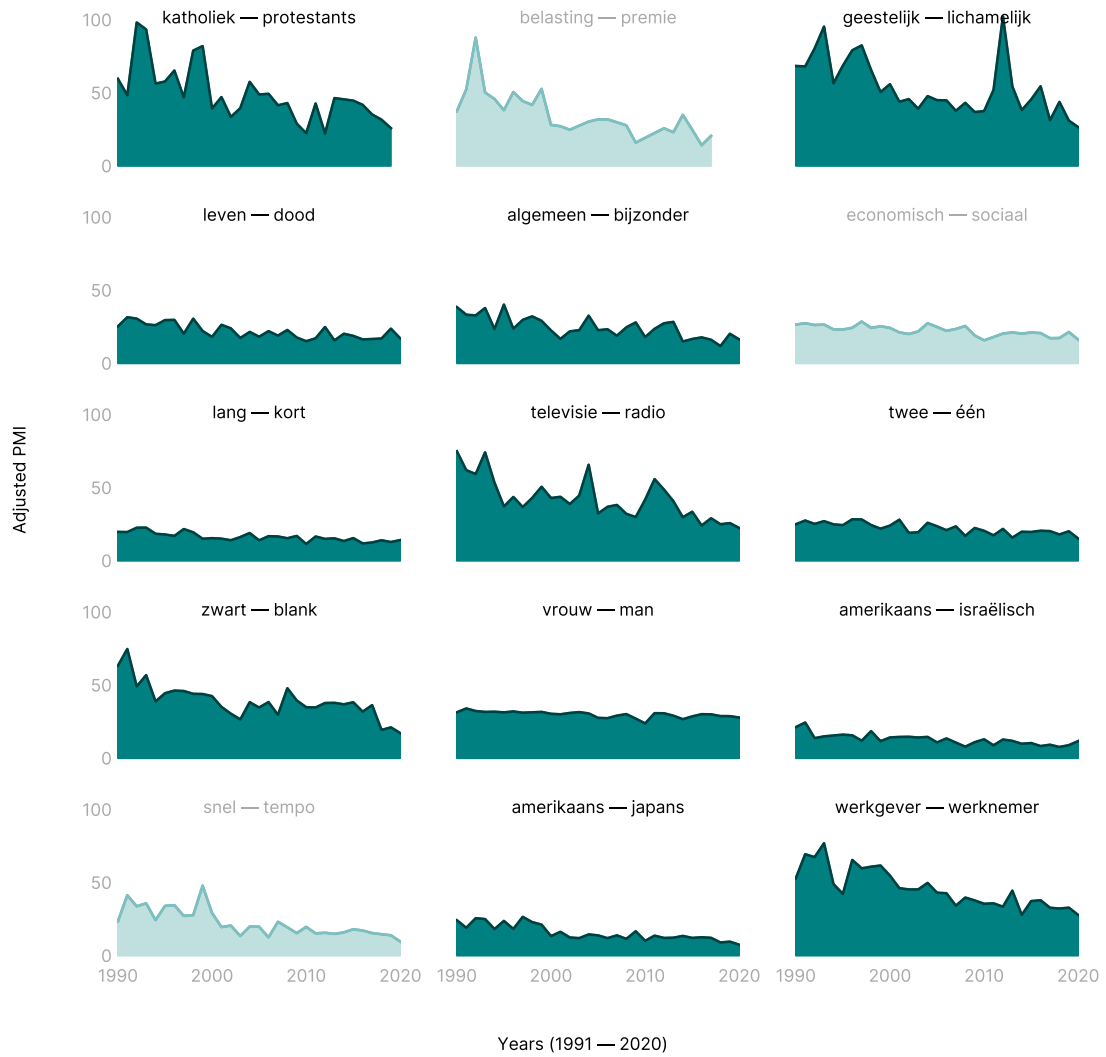 100 katholiek — protestants belasting — premie geestelijk — lichamelijk
50
0
100 leven — dood algemeen — bijzonder economisch — sociaal
50
0
100 lang — kort televisie — radio twee — één
Adjusted PMI
50
0
100 zwart — blank vrouw — man amerikaans — israëlisch
50
0
100 snel — tempo amerikaans — japans werkgever — werknemer
50
0
1990 2000 2010 2020 1990 2000 2010 2020 1990 2000 2010 2020
Years (1991 — 2020)